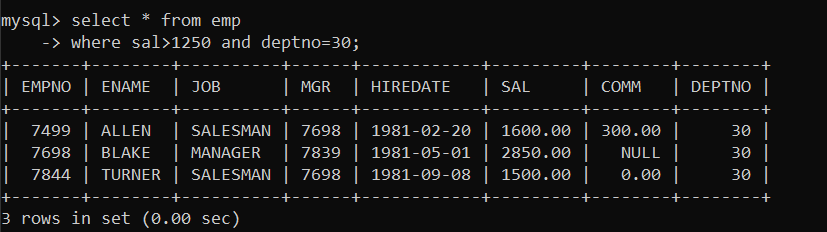 mysql> select * from emp
    -> where sal>1250 and deptno=30;
+-------+--------+----------+------+------------+---------+--------+--------+
| EMPNO | ENAME  | JOB      | MGR  | HIREDATE   | SAL     | COMM   | DEPTNO |
+-------+--------+----------+------+------------+---------+--------+--------+
|  7499 | ALLEN  | SALESMAN | 7698 | 1981-02-20 | 1600.00 | 300.00 |     30 |
|  7698 | BLAKE  | MANAGER  | 7839 | 1981-05-01 | 2850.00 |   NULL |     30 |
|  7844 | TURNER | SALESMAN | 7698 | 1981-09-08 | 1500.00 |   0.00 |     30 |
+-------+--------+----------+------+------------+---------+--------+--------+
3 rows in set (0.00 sec)